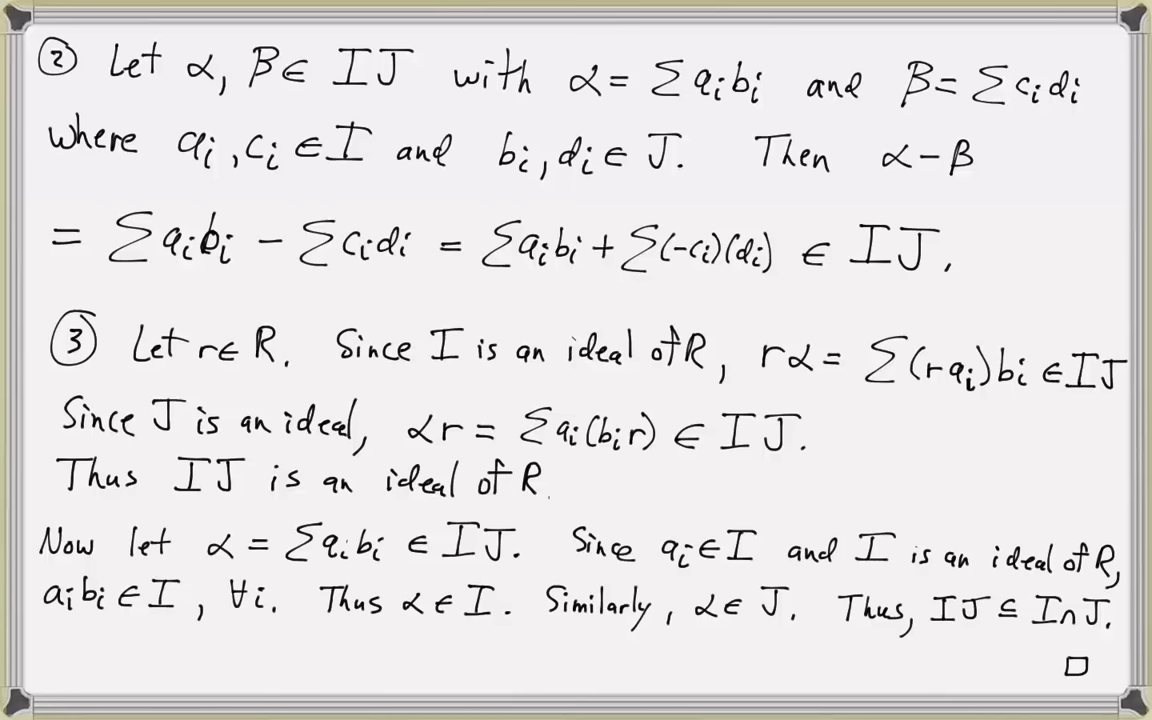 ② Let α, β ∈ IJ with α = Σ aᵢbᵢ and β = Σ cᵢdᵢ
where aᵢ, cᵢ ∈ I and bᵢ, dᵢ ∈ J. Then α − β
= Σ aᵢbᵢ − Σ cᵢdᵢ = Σ aᵢbᵢ + Σ (−cᵢ)(dᵢ) ∈ IJ.
③ Let r ∈ R. Since I is an ideal of R, rα = Σ (raᵢ)bᵢ ∈ IJ
Since J is an ideal, αr = Σ aᵢ(bᵢr) ∈ IJ.
Thus IJ is an ideal of R.
Now let α = Σ aᵢbᵢ ∈ IJ. Since aᵢ ∈ I and I is an ideal of R,
aᵢbᵢ ∈ I, ∀i. Thus α ∈ I. Similarly, α ∈ J. Thus, IJ ⊆ I∩J.
□